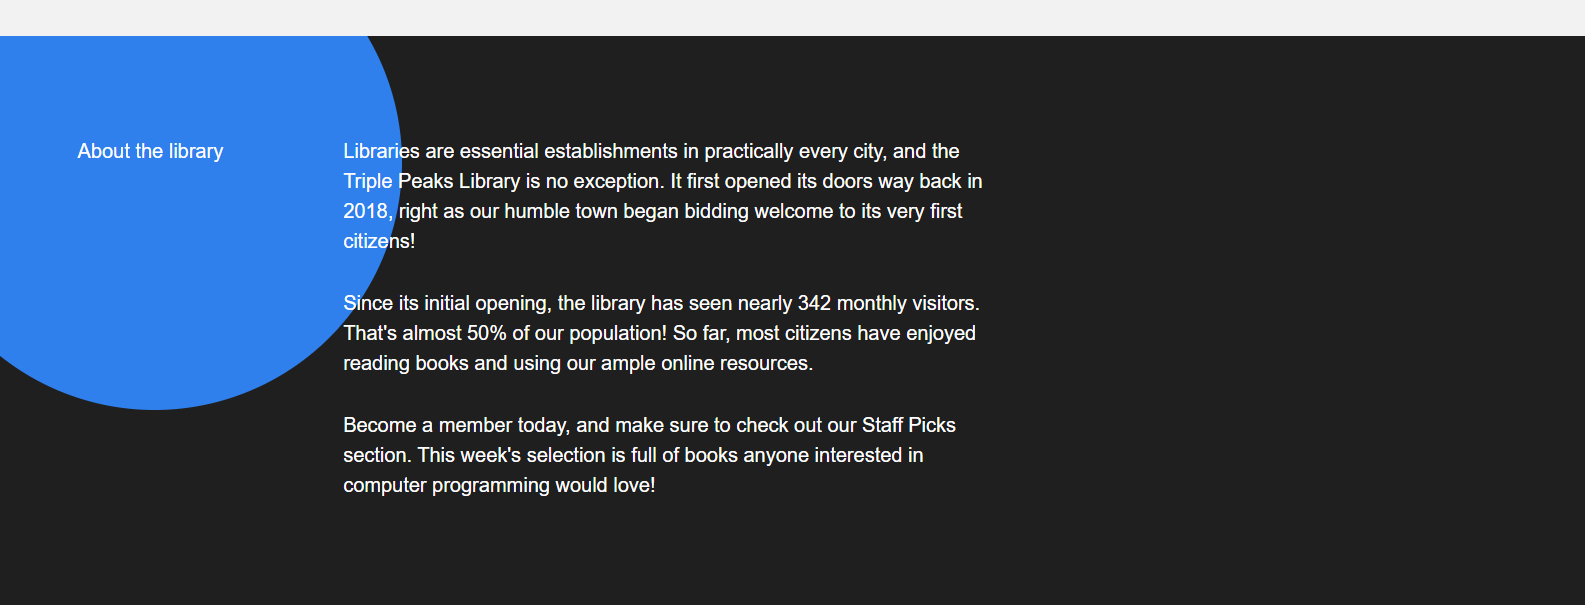 About the library
Libraries are essential establishments in practically every city, and the
Triple Peaks Library is no exception. It first opened its doors way back in
2018, right as our humble town began bidding welcome to its very first
citizens!
Since its initial opening, the library has seen nearly 342 monthly visitors.
That's almost 50% of our population! So far, most citizens have enjoyed
reading books and using our ample online resources.
Become a member today, and make sure to check out our Staff Picks
section. This week's selection is full of books anyone interested in
computer programming would love!